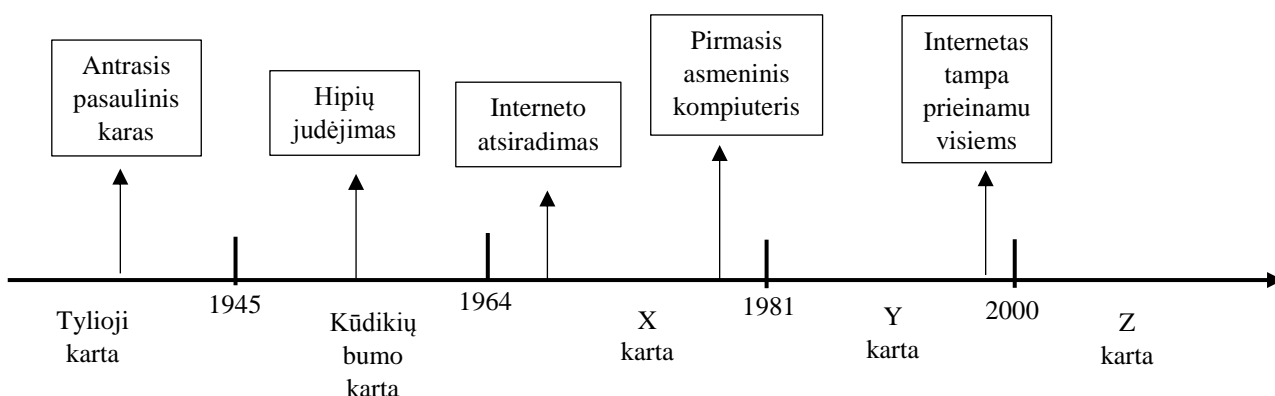 Antrasis
pasaulinis
karas
Hipių
judėjimas
Interneto
atsiradimas
Pirmasis
asmeninis
kompiuteris
Internetas
tampa
prieinamu
visiems
1945
1964
1981
2000
Tylioji
karta
Kūdikių
bumo
karta
X
karta
Y
karta
Z
karta